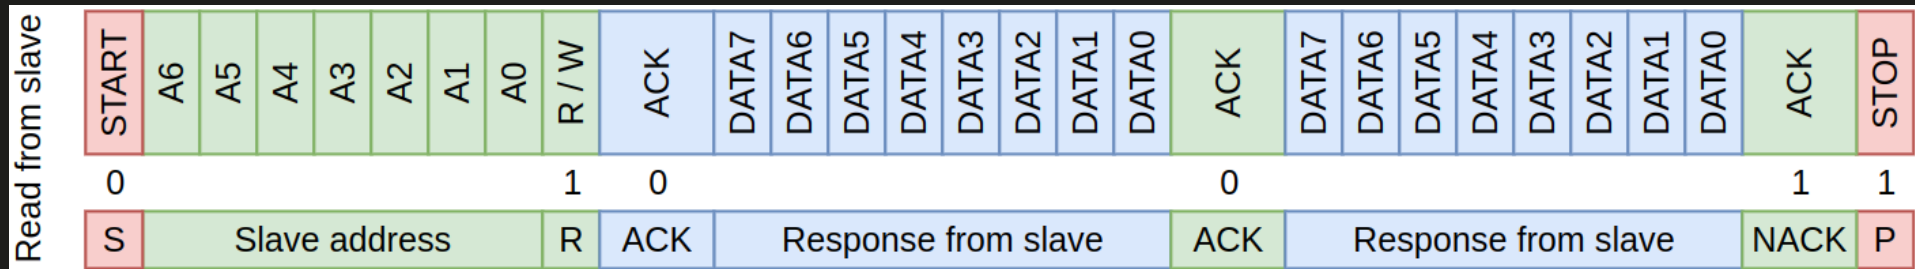 Read from slave
START A6 A5 A4 A3 A2 A1 A0 R / W ACK DATA7 DATA6 DATA5 DATA4 DATA3 DATA2 DATA1 DATA0 ACK DATA7 DATA6 DATA5 DATA4 DATA3 DATA2 DATA1 DATA0 ACK STOP
0 1 0 0 1 1
S Slave address R ACK Response from slave ACK Response from slave NACK P